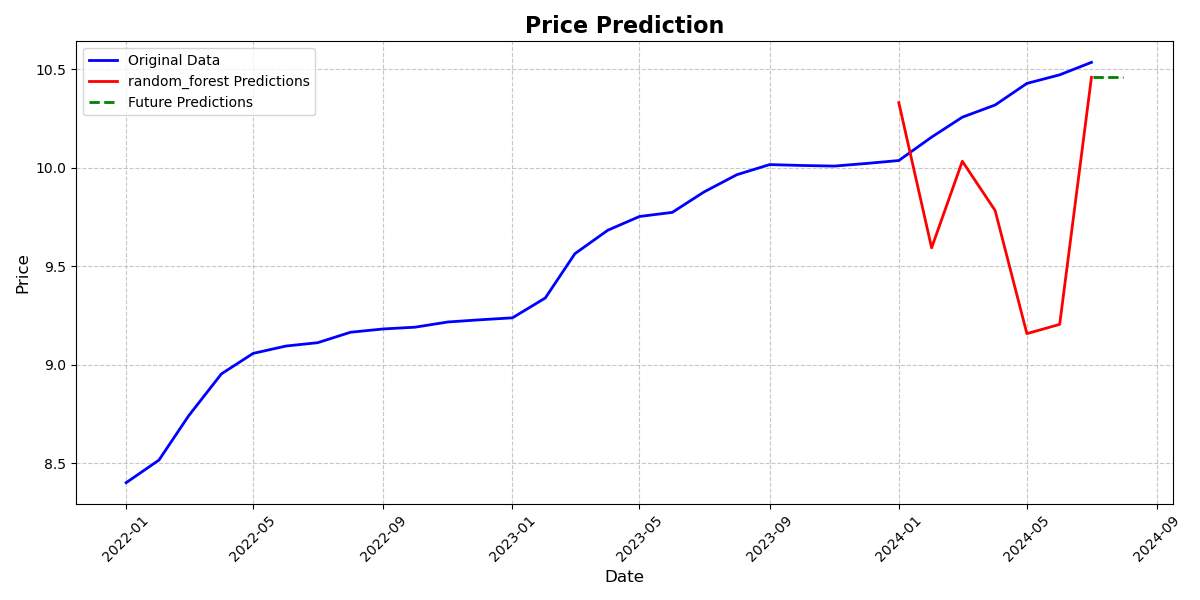 Price Prediction
Original Data
random_forest Predictions
Future Predictions
10.5
10.0
9.5
9.0
8.5
Price
2022-01
2022-05
2022-09
2023-01
2023-05
2023-09
2024-01
2024-05
2024-09
Date